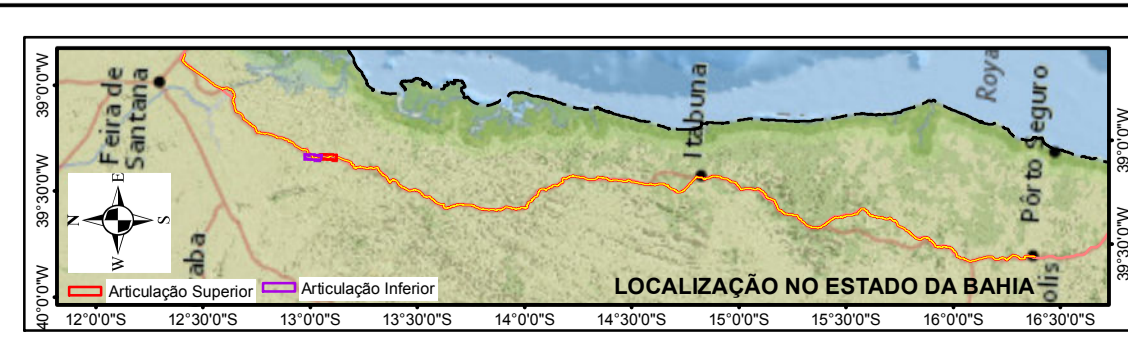 39°0'0"W
39°30'0"W
40°0'0"W
Feira de
Santana
Itabuna
Roya
Porto Seguro
olis
aba
39°0'0"W
39°30'0"W
N
E
S
W
Articulação Superior
Articulação Inferior
LOCALIZAÇÃO NO ESTADO DA BAHIA
12°0'0"S
12°30'0"S
13°0'0"S
13°30'0"S
14°0'0"S
14°30'0"S
15°0'0"S
15°30'0"S
16°0'0"S
16°30'0"S